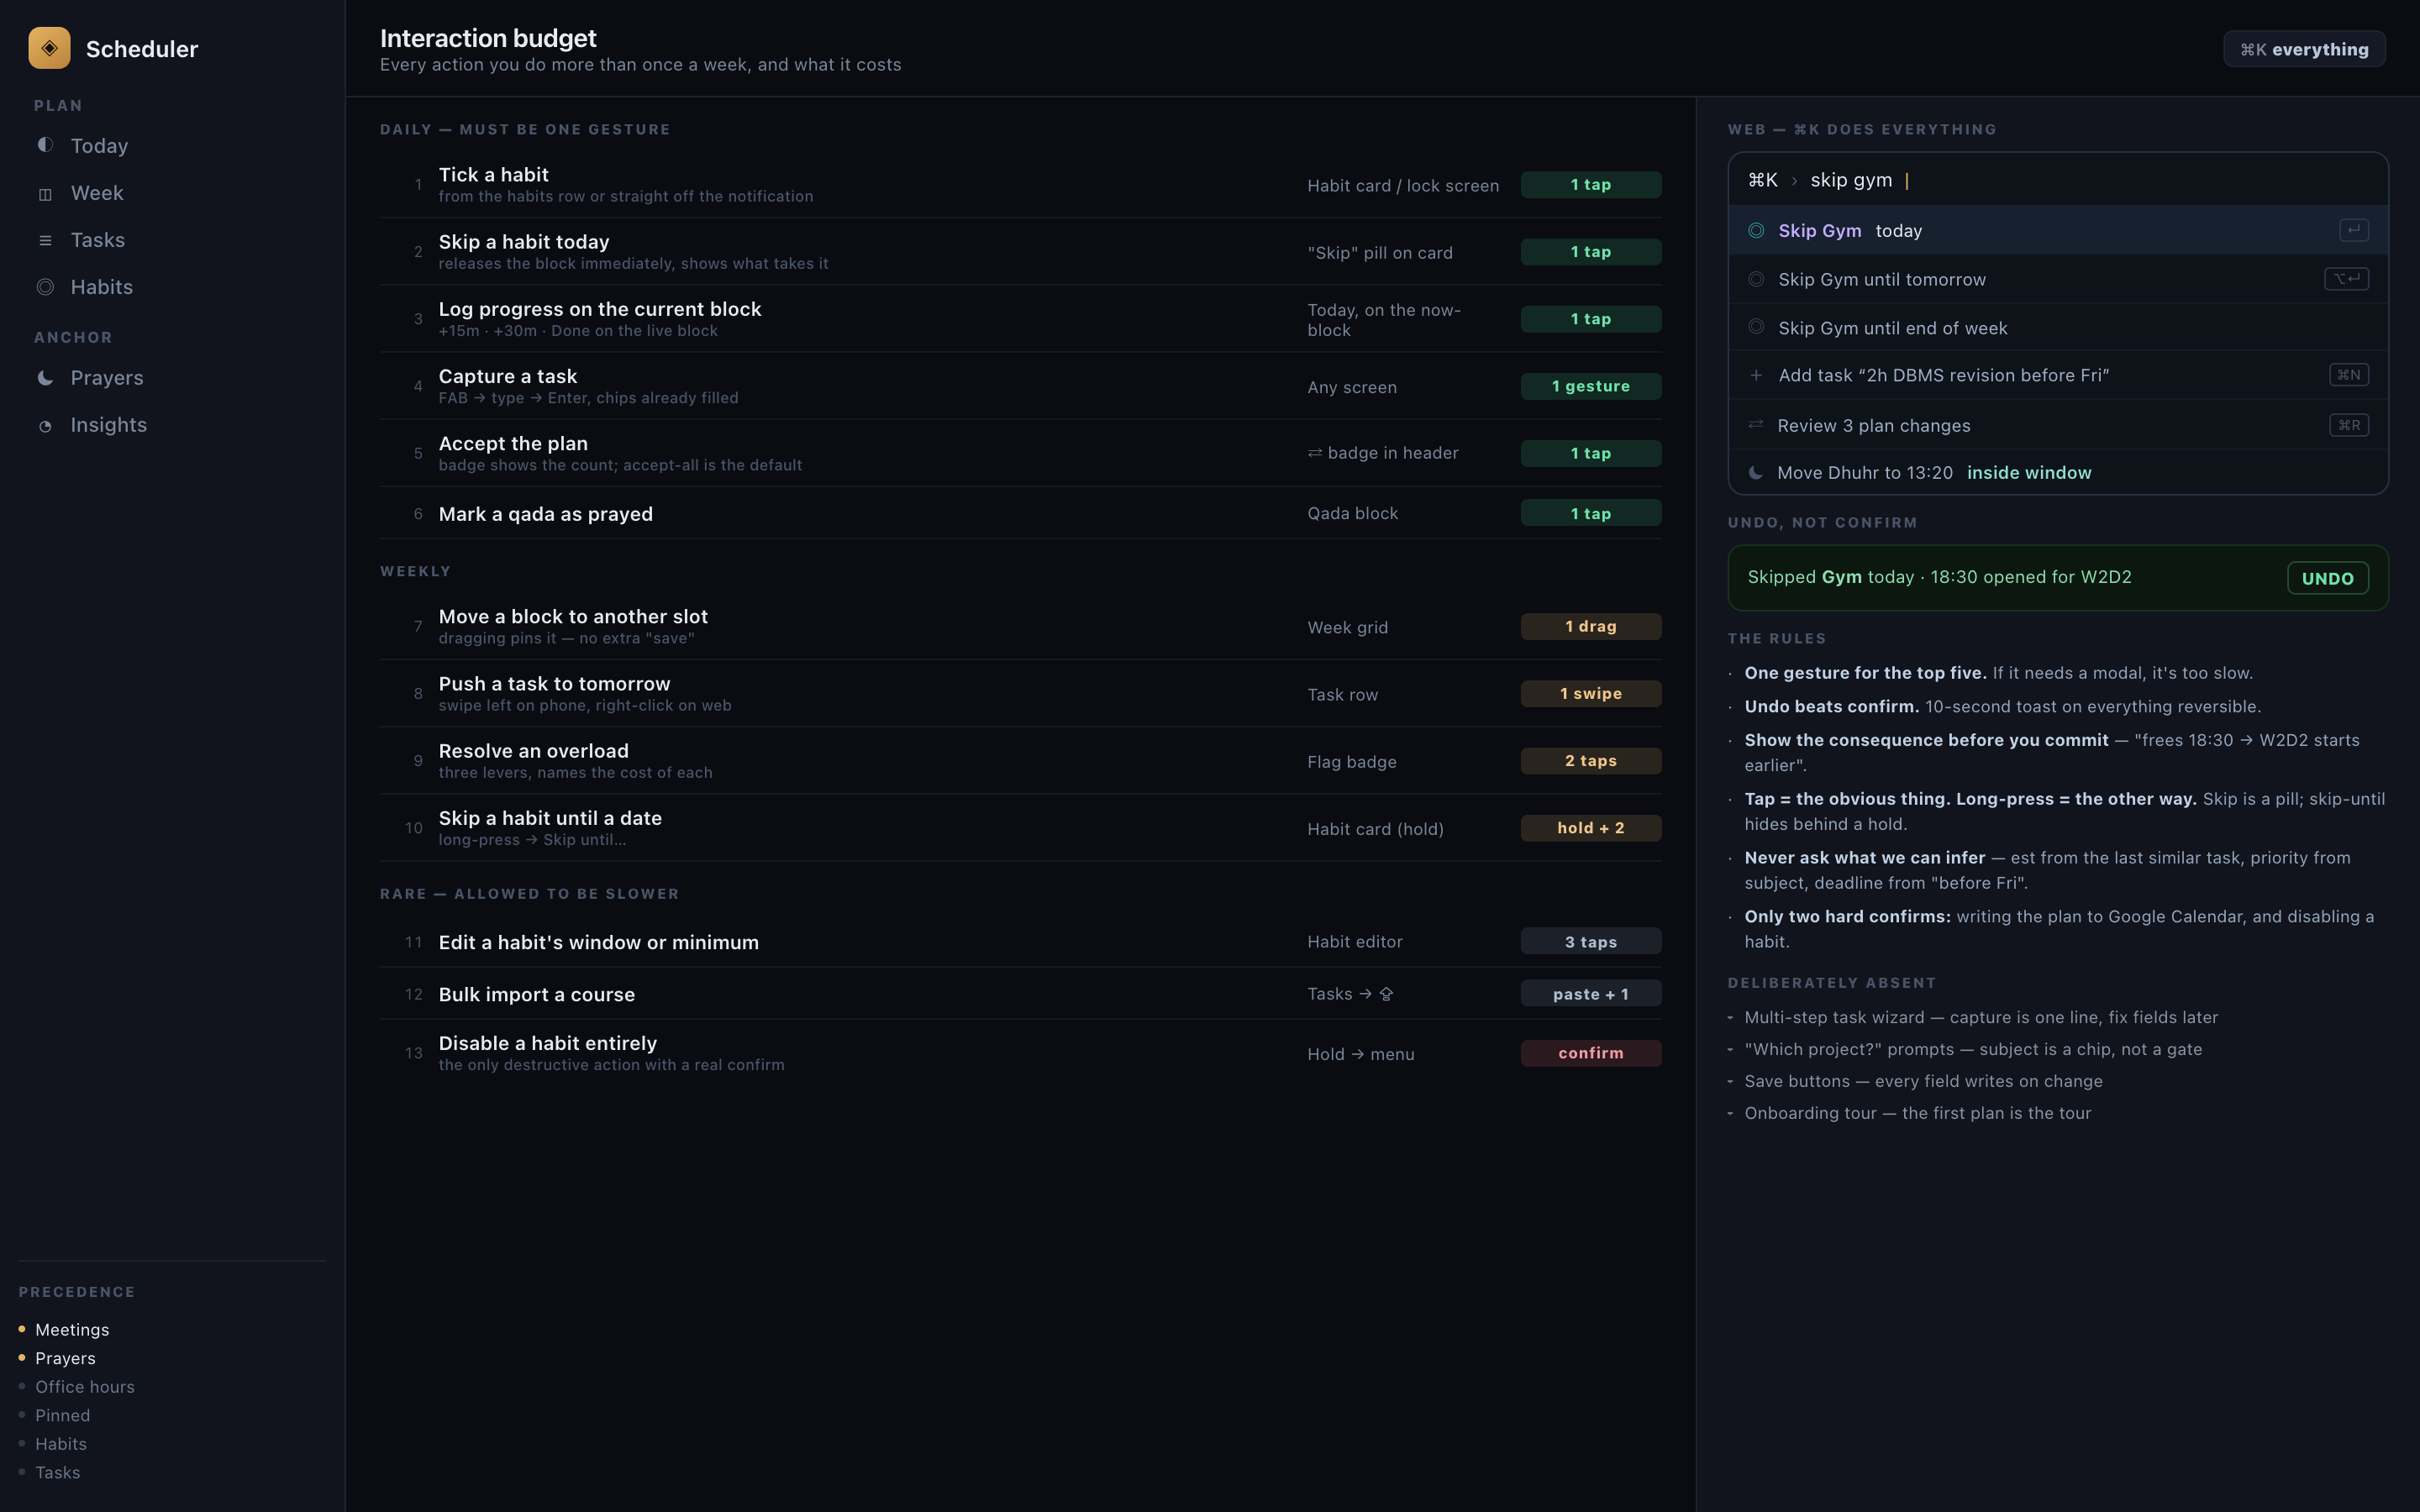 Scheduler
PLAN
Today
Week
Tasks
Habits
ANCHOR
Prayers
Insights
PRECEDENCE
Meetings
Prayers
Office hours
Pinned
Habits
Tasks
Interaction budget
Every action you do more than once a week, and what it costs
⌘K everything
DAILY — MUST BE ONE GESTURE
1 Tick a habit Habit card / lock screen 1 tap
from the habits row or straight off the notification
2 Skip a habit today "Skip" pill on card 1 tap
releases the block immediately, shows what takes it
3 Log progress on the current block Today, on the now-block 1 tap
+15m · +30m · Done on the live block
4 Capture a task Any screen 1 gesture
FAB → type → Enter, chips already filled
5 Accept the plan ⇄ badge in header 1 tap
badge shows the count; accept-all is the default
6 Mark a qada as prayed Qada block 1 tap
WEEKLY
7 Move a block to another slot Week grid 1 drag
dragging pins it — no extra "save"
8 Push a task to tomorrow Task row 1 swipe
swipe left on phone, right-click on web
9 Resolve an overload Flag badge 2 taps
three levers, names the cost of each
10 Skip a habit until a date Habit card (hold) hold + 2
long-press → Skip until…
RARE — ALLOWED TO BE SLOWER
11 Edit a habit's window or minimum Habit editor 3 taps
12 Bulk import a course Tasks → ⇪ paste + 1
13 Disable a habit entirely Hold → menu confirm
the only destructive action with a real confirm
WEB — ⌘K DOES EVERYTHING
⌘K › skip gym
Skip Gym today ↵
Skip Gym until tomorrow ⌥↵
Skip Gym until end of week
+ Add task “2h DBMS revision before Fri” ⌘N
⇄ Review 3 plan changes ⌘R
Move Dhuhr to 13:20 inside window
UNDO, NOT CONFIRM
Skipped Gym today · 18:30 opened for W2D2 UNDO
THE RULES
· One gesture for the top five. If it needs a modal, it's too slow.
· Undo beats confirm. 10-second toast on everything reversible.
· Show the consequence before you commit — "frees 18:30 → W2D2 starts
earlier".
· Tap = the obvious thing. Long-press = the other way. Skip is a pill; skip-until
hides behind a hold.
· Never ask what we can infer — est from the last similar task, priority from
subject, deadline from "before Fri".
· Only two hard confirms: writing the plan to Google Calendar, and disabling a
habit.
DELIBERATELY ABSENT
- Multi-step task wizard — capture is one line, fix fields later
- "Which project?" prompts — subject is a chip, not a gate
- Save buttons — every field writes on change
- Onboarding tour — the first plan is the tour